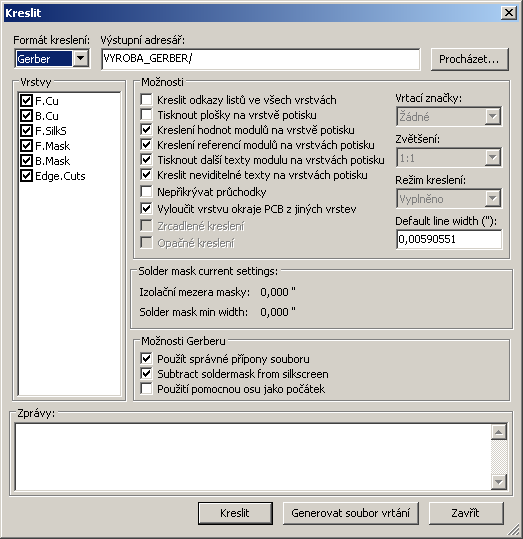 Kreslit
Formát kreslení:
Výstupní adresář:
Gerber
VYROBA_GERBER/
Procházet...
Vrstvy
F.Cu
B.Cu
F.SilkS
F.Mask
B.Mask
Edge.Cuts
Možnosti
Kreslit odkazy listů ve všech vrstvách
Tisknout plošky na vrstvě potisku
Kreslení hodnot modulů na vrstvě potisku
Kreslení referencí modulů na vrstvách potisku
Tisknout další texty modulu na vrstvách potisku
Kreslit neviditelné texty na vrstvách potisku
Nepřikrývat průchodky
Vyloučit vrstvu okraje PCB z jiných vrstev
Zrcadlené kreslení
Opačné kreslení
Vrtací značky:
Žádné
Zvětšení:
1:1
Režim kreslení:
Vyplněno
Default line width ("):
0,00590551
Solder mask current settings:
Izolační mezera masky: 0,000 "
Solder mask min width: 0,000 "
Možnosti Gerberu
Použít správné přípony souboru
Subtract soldermask from silkscreen
Použití pomocnou osu jako počátek
Zprávy:
Kreslit
Generovat soubor vrtání
Zavřít